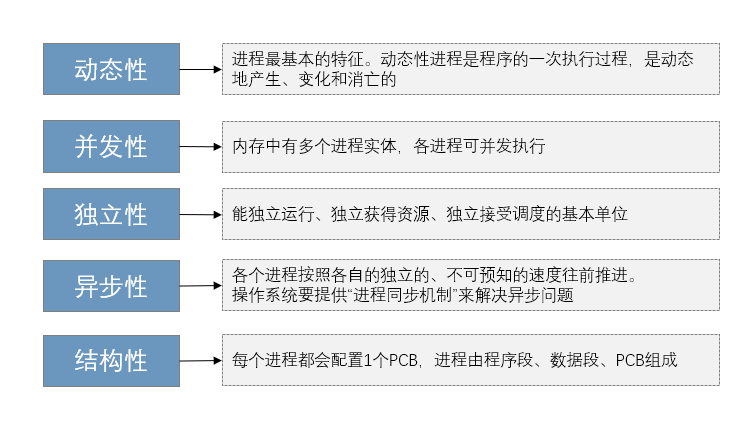 动态性
进程最基本的特征。动态性进程是程序的一次执行过程，是动态
地产生、变化和消亡的
并发性
内存中有多个进程实体，各进程可并发执行
独立性
能独立运行、独立获得资源、独立接受调度的基本单位
异步性
各个进程按照各自的独立的、不可预知的速度往前推进。
操作系统要提供“进程同步机制”来解决异步问题
结构性
每个进程都会配置1个PCB，进程由程序段、数据段、PCB组成